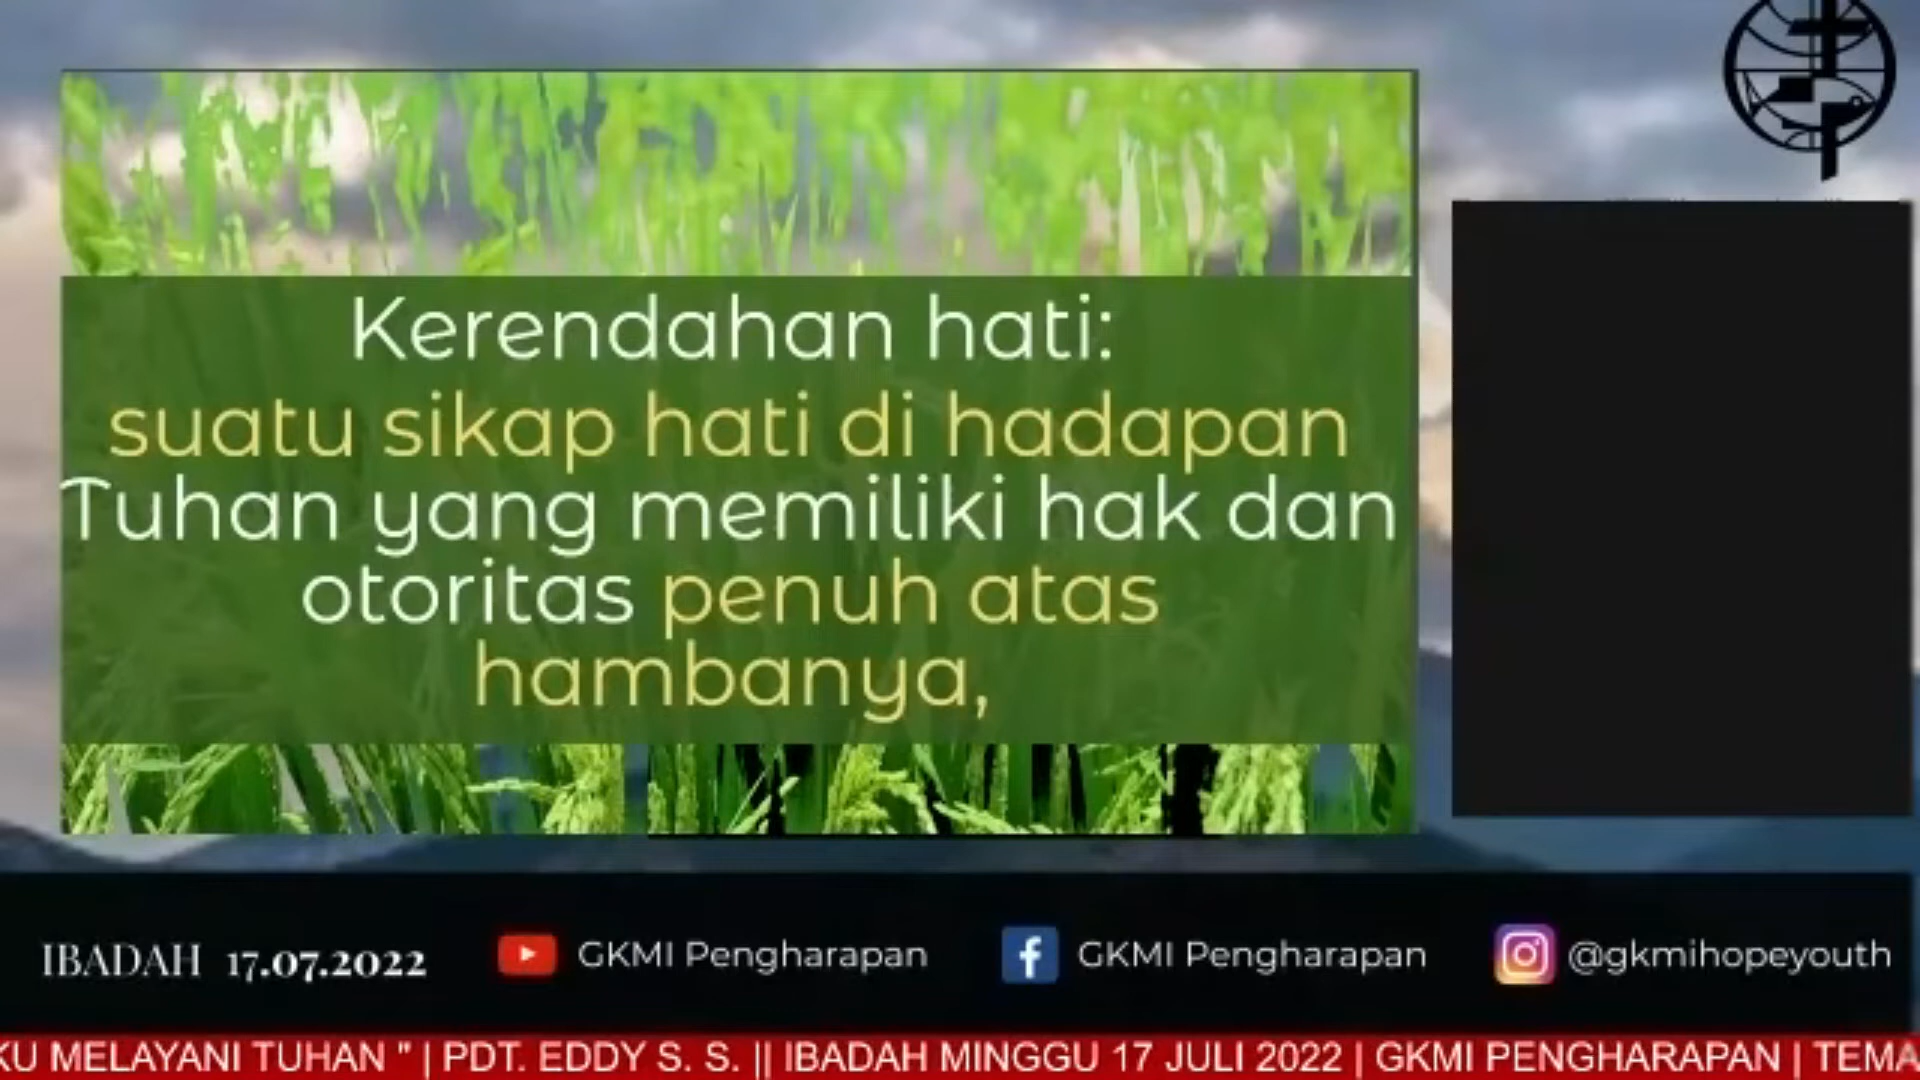 Kerendahan hati:
suatu sikap hati di hadapan
Tuhan yang memiliki hak dan
otoritas penuh atas
hambanya,
IBADAH 17.07.2022
GKMI Pengharapan
GKMI Pengharapan
@gkmihopeyouth
KU MELAYANI TUHAN " | PDT. EDDY S. S. || IBADAH MINGGU 17 JULI 2022 | GKMI PENGHARAPAN | TEMA